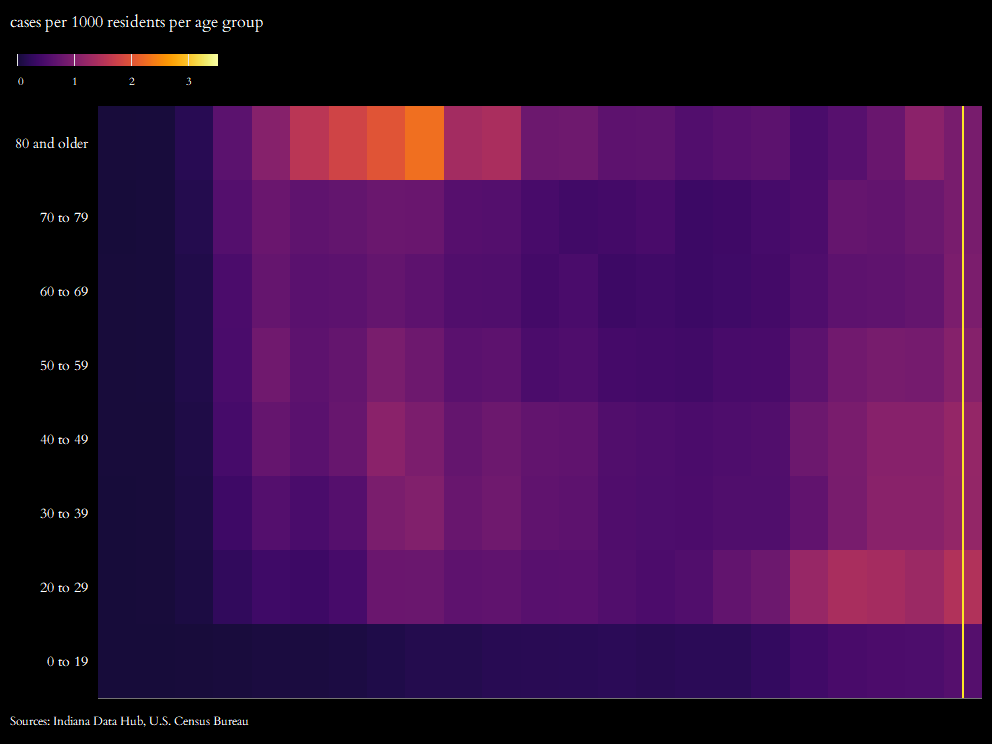 cases per 1000 residents per age group
0 1 2 3
80 and older
70 to 79
60 to 69
50 to 59
40 to 49
30 to 39
20 to 29
0 to 19
Sources: Indiana Data Hub, U.S. Census Bureau